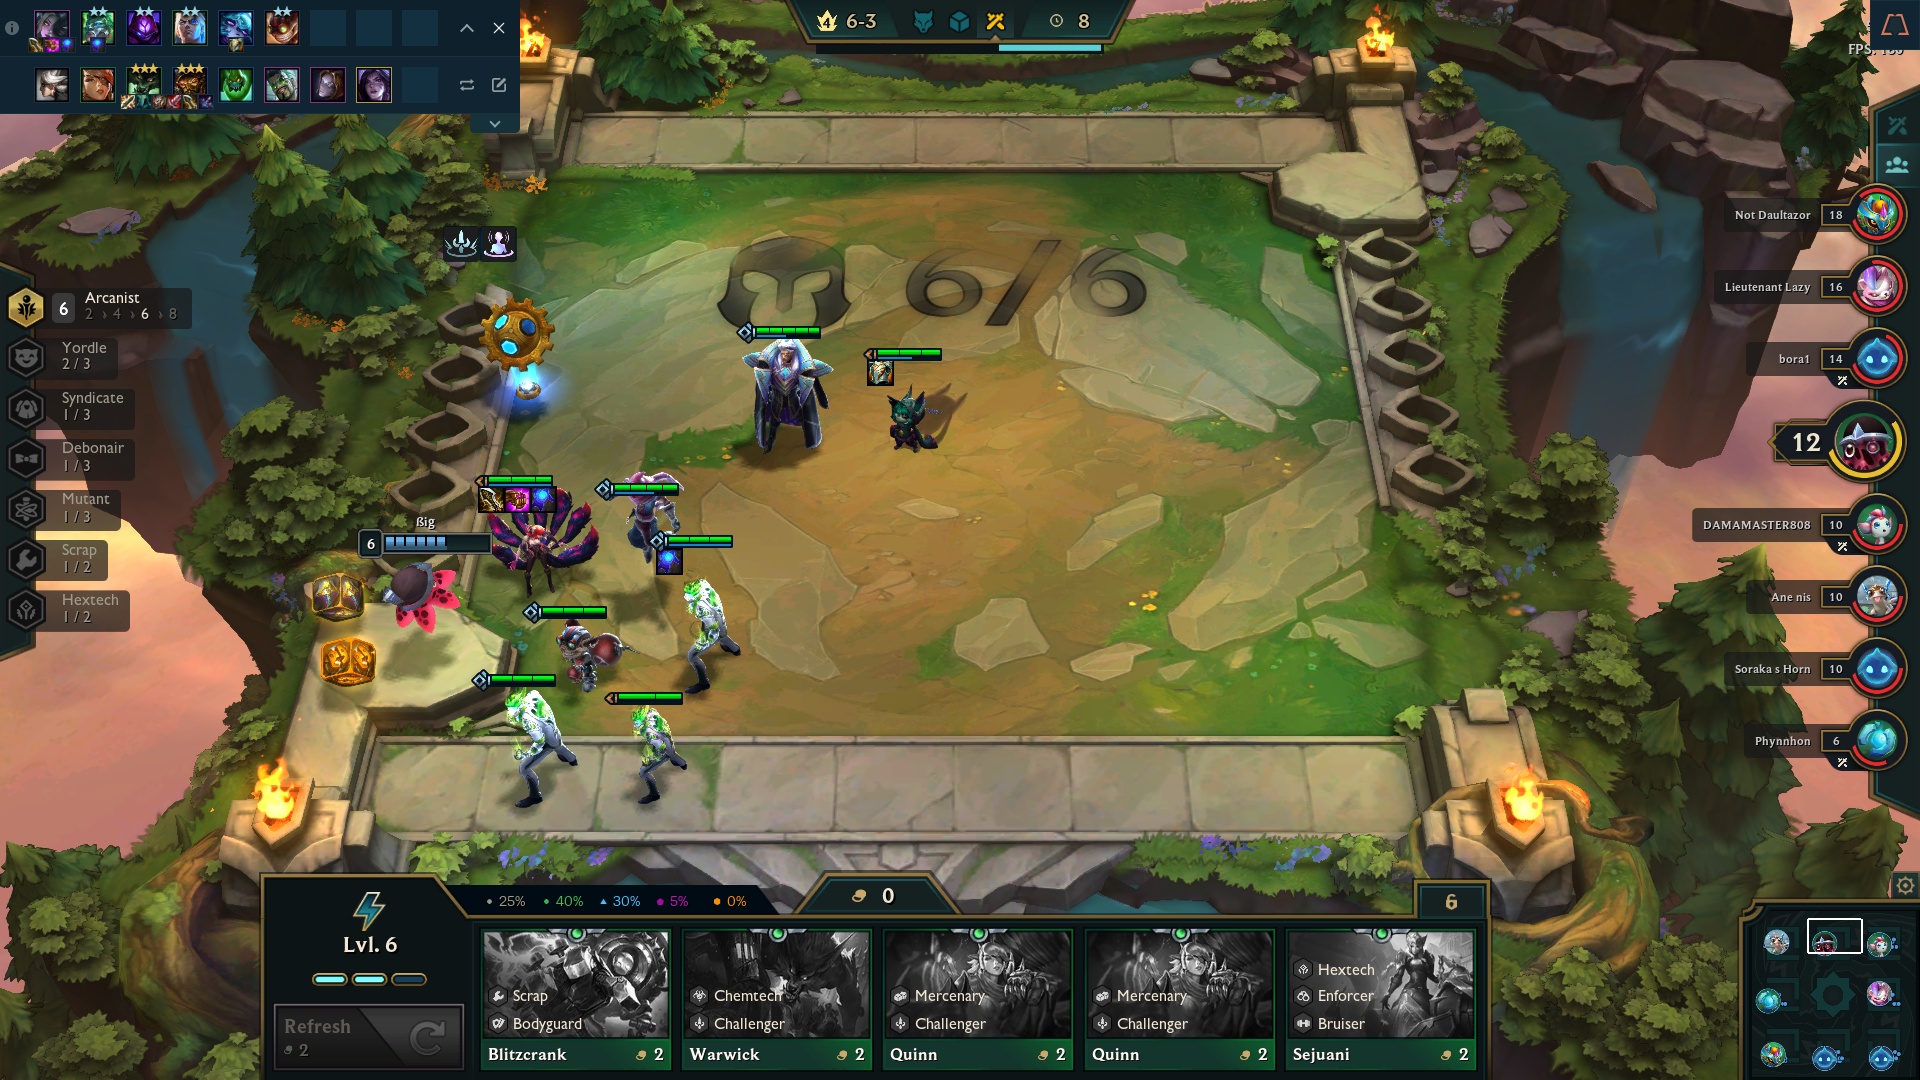 4 6-3 8
FPS:
6/6
6 Arcanist
2 › 4 › 6 › 8
Yordle
2 / 3
Syndicate
1 / 3
Debonair
1 / 3
Mutant
1 / 3
Scrap
1 / 2
Hextech
1 / 2
ßig
6
Not Daultazor 18
Lieutenant Lazy 16
bora1 14
12
DAMAMASTER808 10
Ane nis 10
Soraka s Horn 10
Phynnhon 6
25% 40% 30% 5% 0%
0
6
Lvl. 6
Refresh
2
Scrap
Bodyguard
Blitzcrank 2
Chemtech
Challenger
Warwick 2
Mercenary
Challenger
Quinn 2
Mercenary
Challenger
Quinn 2
Hextech
Enforcer
Bruiser
Sejuani 2